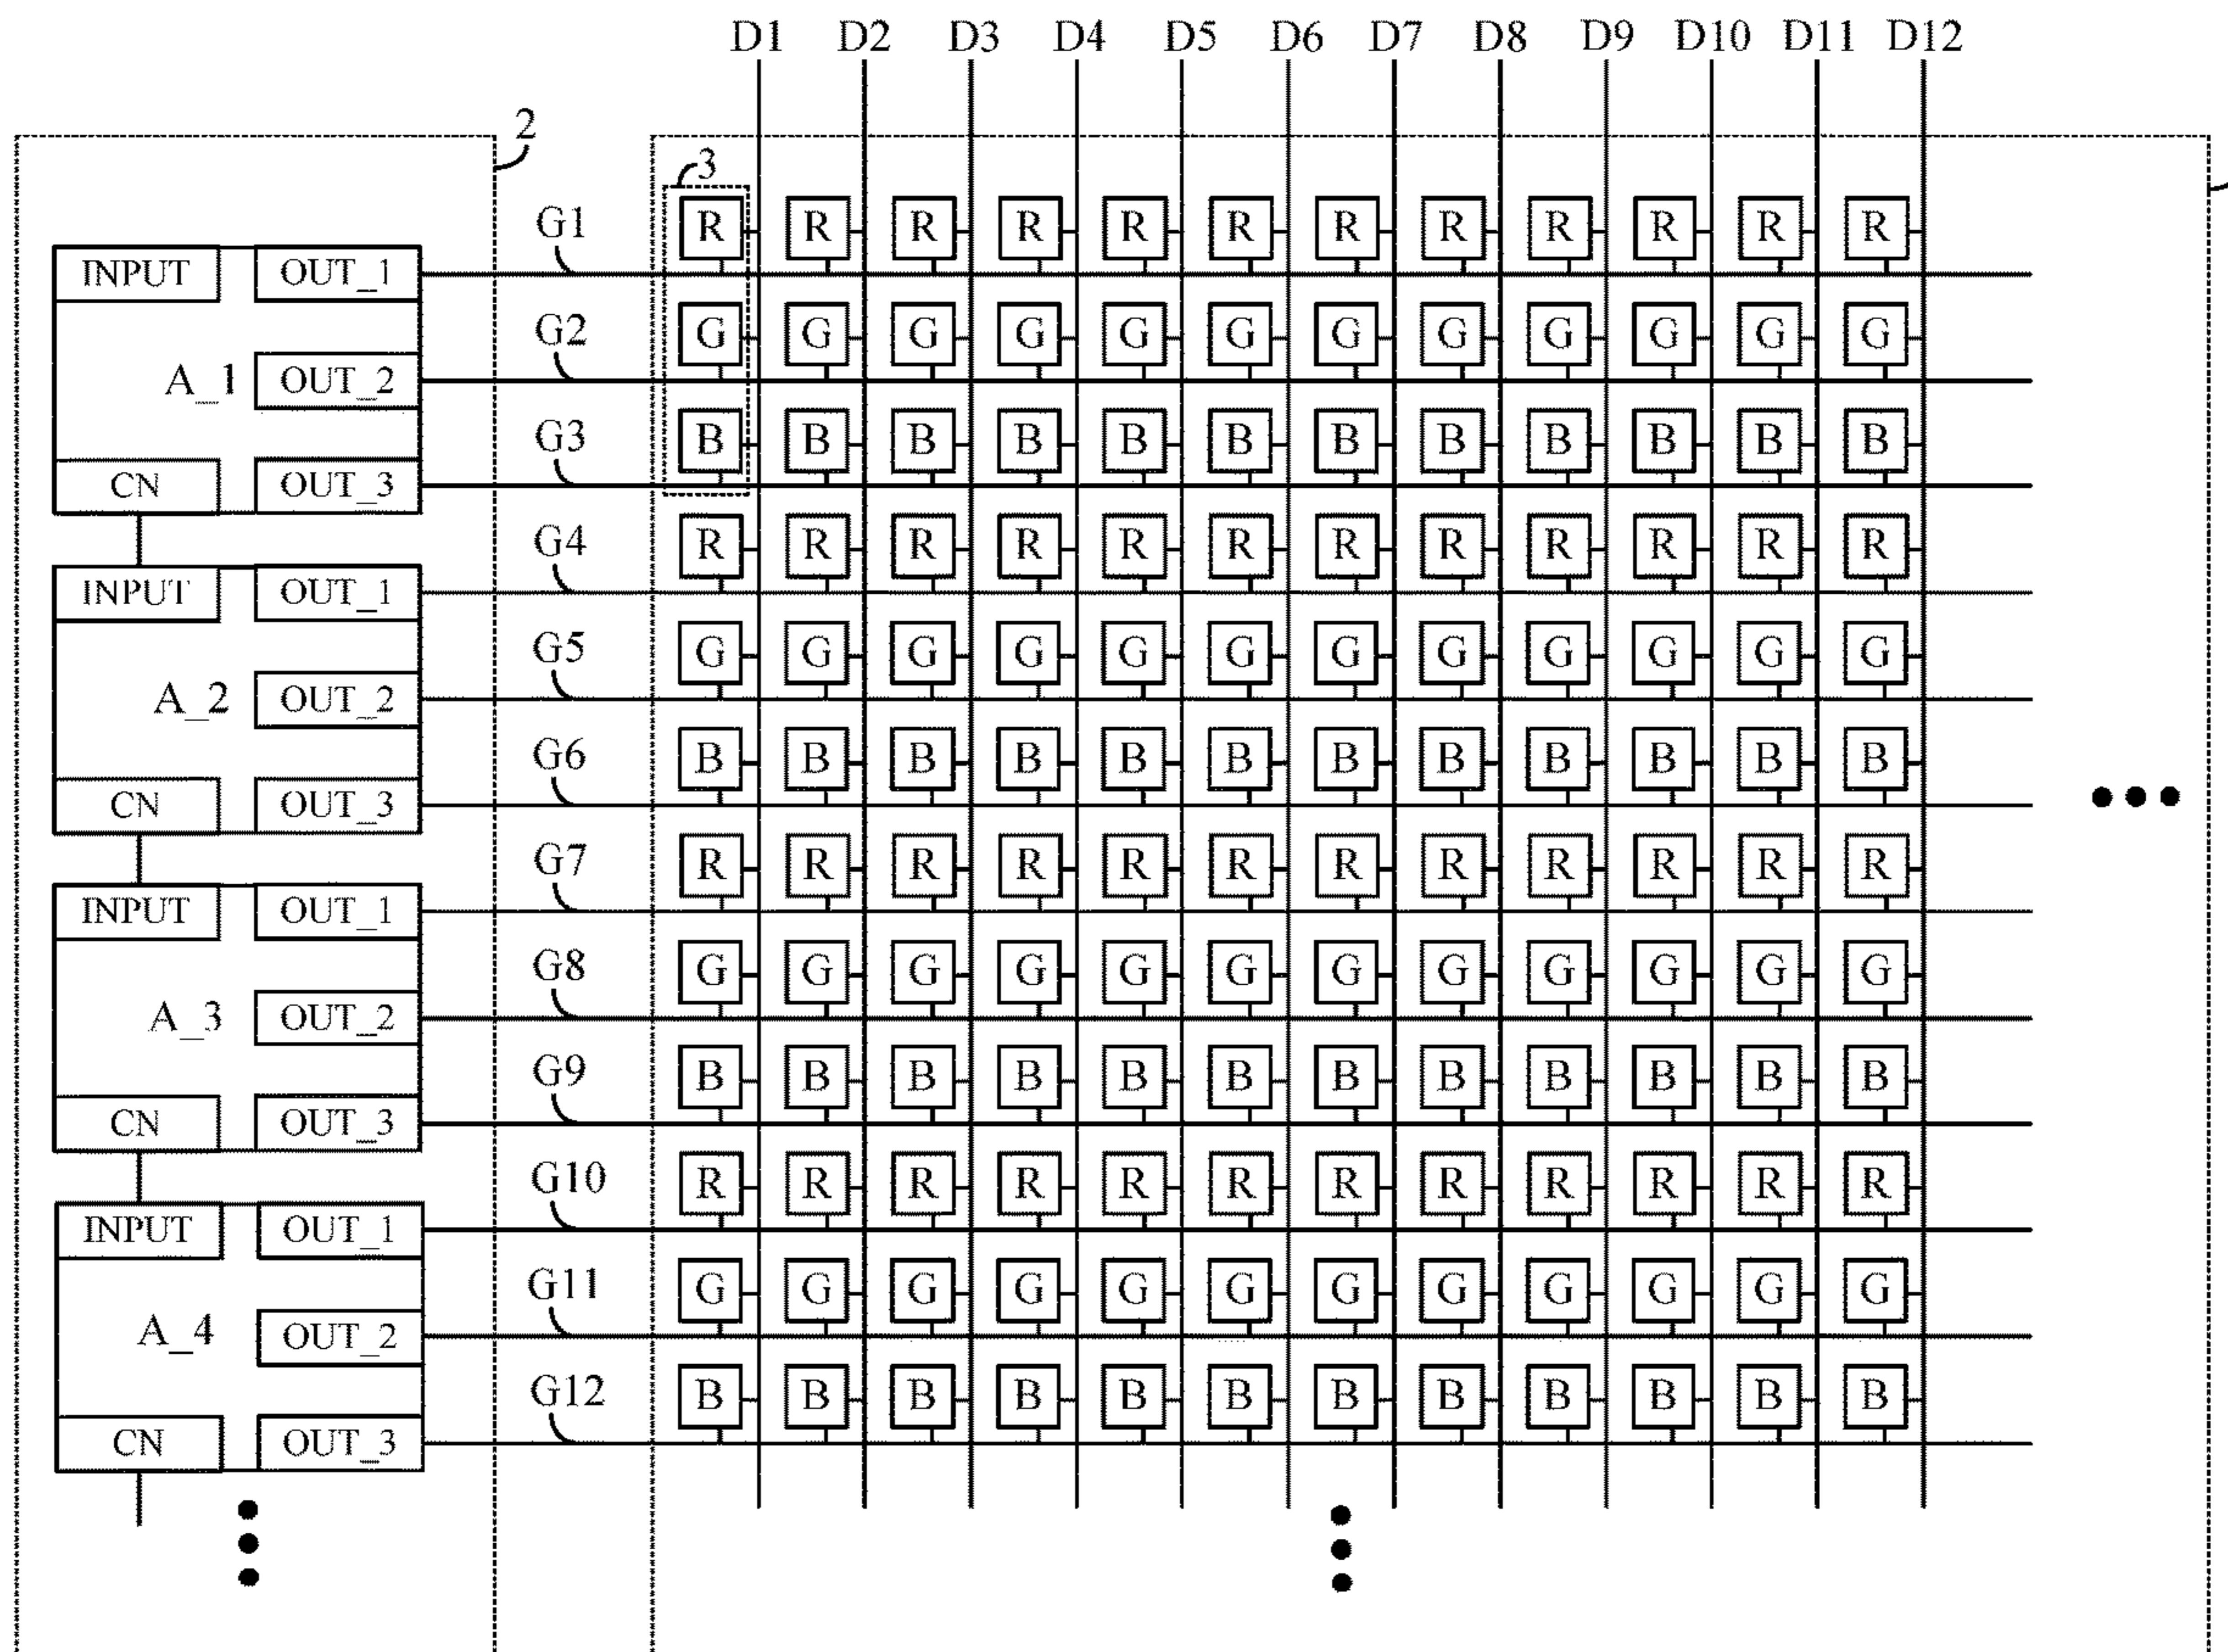 D1 D2 D3 D4 D5 D6 D7 D8 D9 D10 D11 D12
2
3
G1 R R R R R R R R R R R R
INPUT OUT_1
G2 G G G G G G G G G G G G
A_1 OUT_2
G3 B B B B B B B B B B B B
CN OUT_3
G4 R R R R R R R R R R R R
INPUT OUT_1
G5 G G G G G G G G G G G G
A_2 OUT_2
G6 B B B B B B B B B B B B
CN OUT_3
G7 R R R R R R R R R R R R
INPUT OUT_1
G8 G G G G G G G G G G G G
A_3 OUT_2
G9 B B B B B B B B B B B B
CN OUT_3
G10 R R R R R R R R R R R R
INPUT OUT_1
G11 G G G G G G G G G G G G
A_4 OUT_2
G12 B B B B B B B B B B B B
CN OUT_3